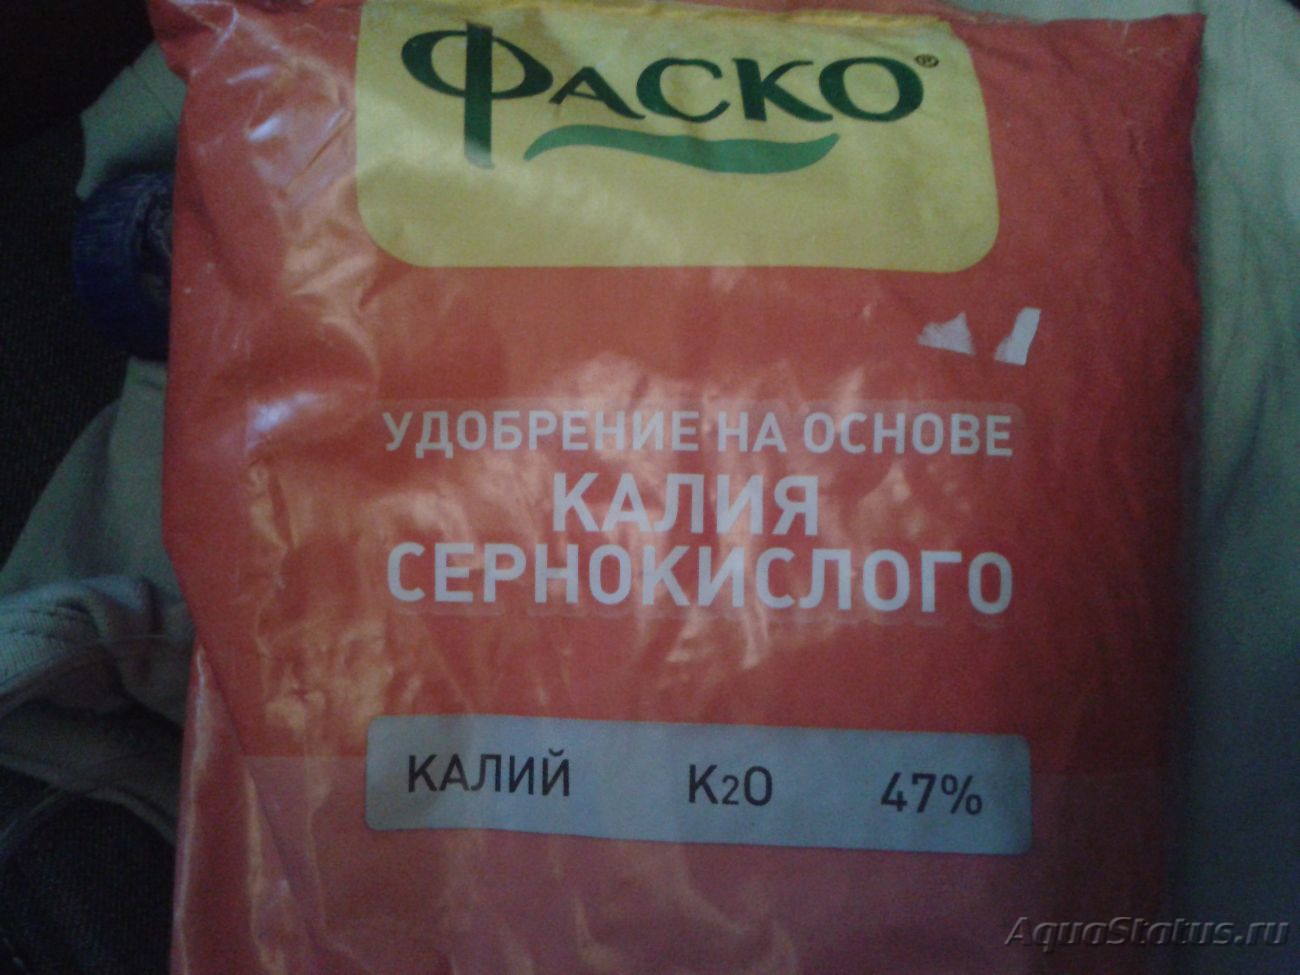 ФАСКО®
УДОБРЕНИЕ НА ОСНОВЕ
КАЛИЯ
СЕРНОКИСЛОГО
КАЛИЙ K2O 47%
AquaStatus.ru